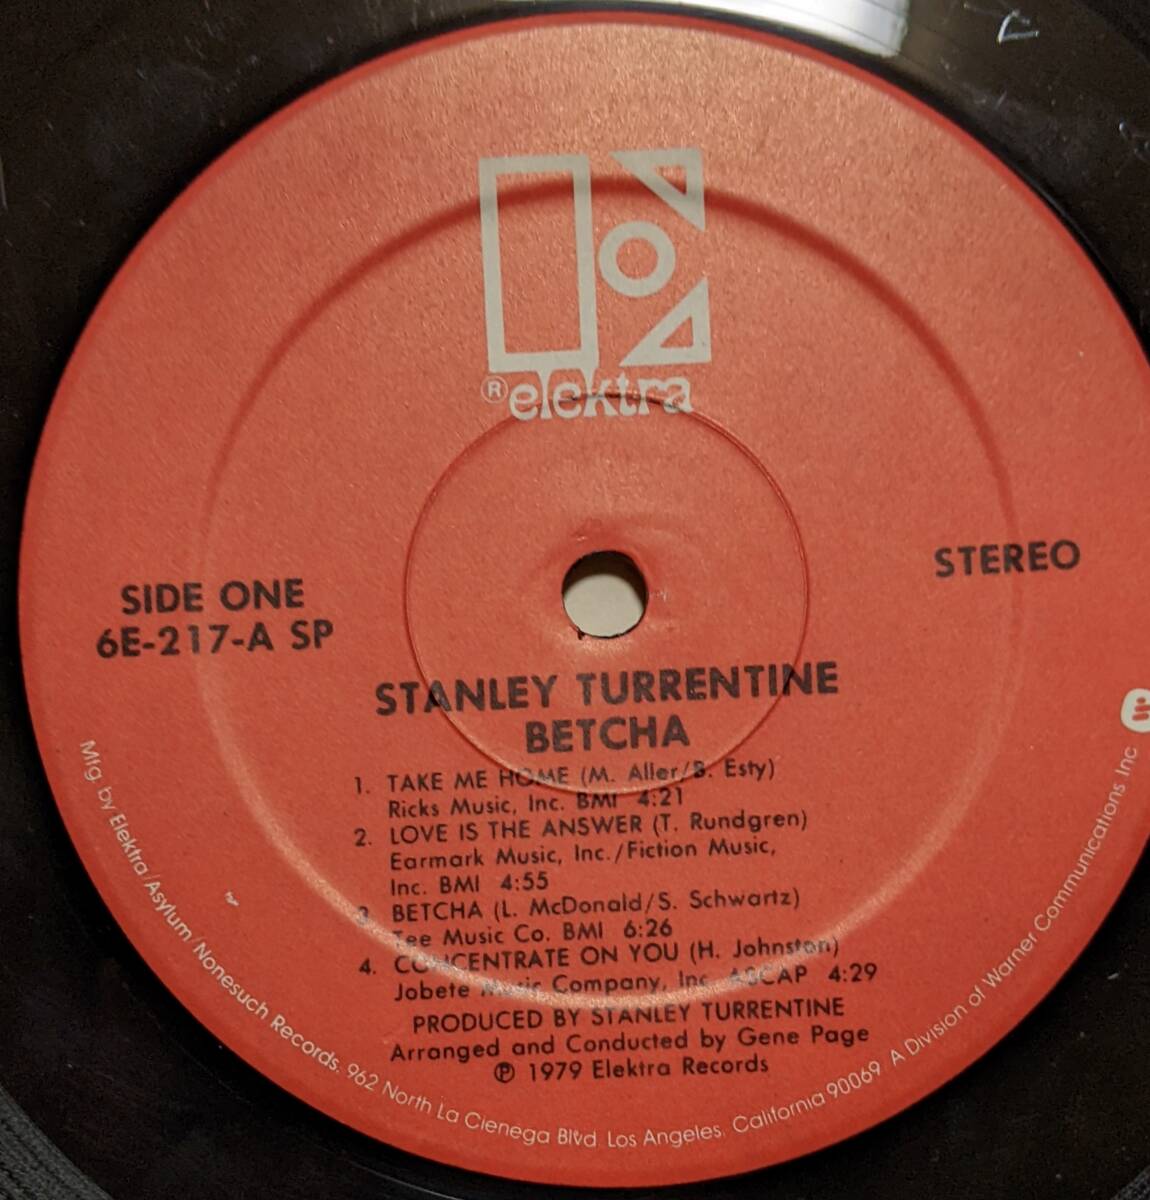 ® elektra
STEREO
SIDE ONE
6E-217-A SP
STANLEY TURRENTINE
BETCHA
1. TAKE ME HOME (M. Aller/B. Esty)
Ricks Music, Inc. BMI 4:21
2. LOVE IS THE ANSWER (T. Rundgren)
Earmark Music, Inc./Fiction Music,
Inc. BMI 4:55
3. BETCHA (L. McDonald/S. Schwartz)
Tee Music Co. BMI 6:26
4. CONCENTRATE ON YOU (H. Johnston)
Jobete Music Company, Inc. ASCAP 4:29
PRODUCED BY STANLEY TURRENTINE
Arranged and Conducted by Gene Page
℗ 1979 Elektra Records
Mfg. by Elektra/Asylum/Nonesuch Records, 962 North La Cienega Blvd. Los Angeles, California 90069 A Division of Warner Communications Inc